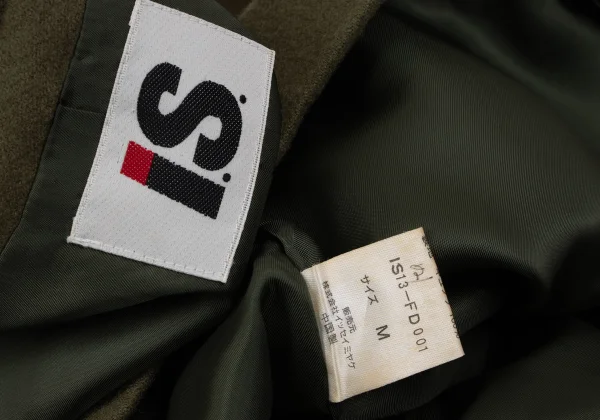 i.S.
IS13-FD001
サイズ M
販売元
株式会社イッセイミヤケ
中国製